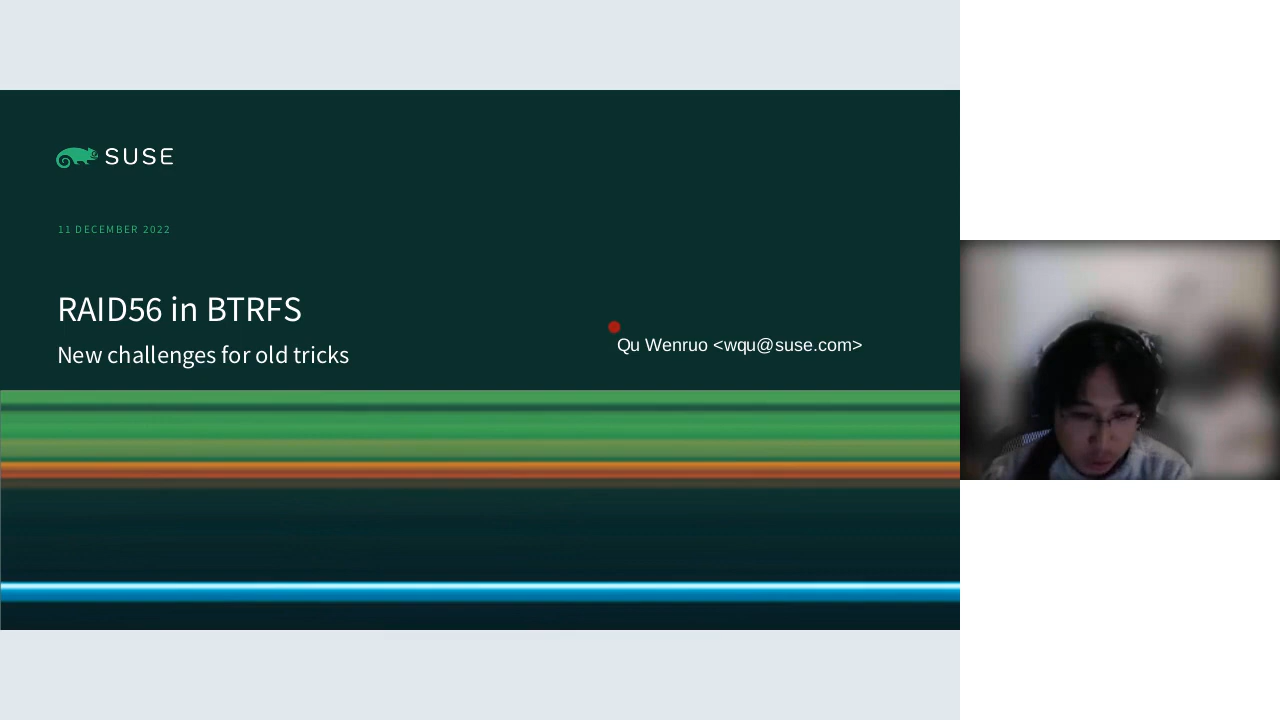 SUSE
11 DECEMBER 2022
RAID56 in BTRFS
New challenges for old tricks
Qu Wenruo <wqu@suse.com>